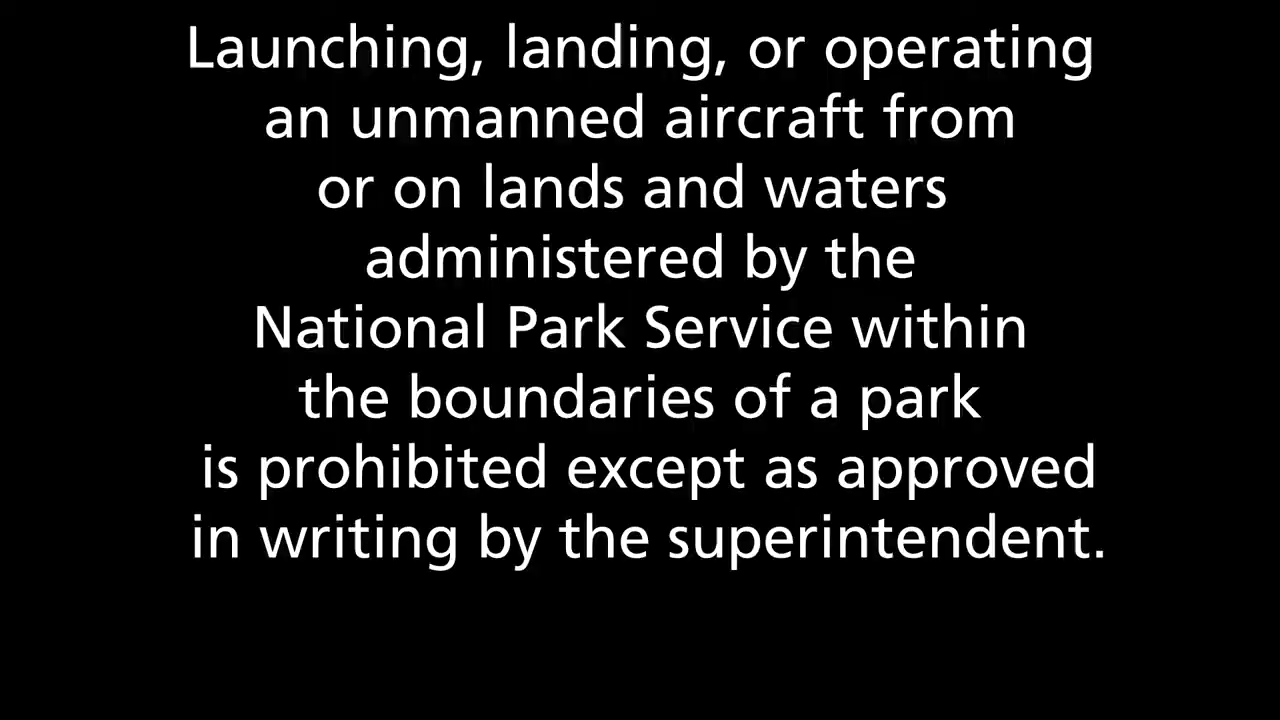 Launching, landing, or operating
an unmanned aircraft from
or on lands and waters
administered by the
National Park Service within
the boundaries of a park
is prohibited except as approved
in writing by the superintendent.